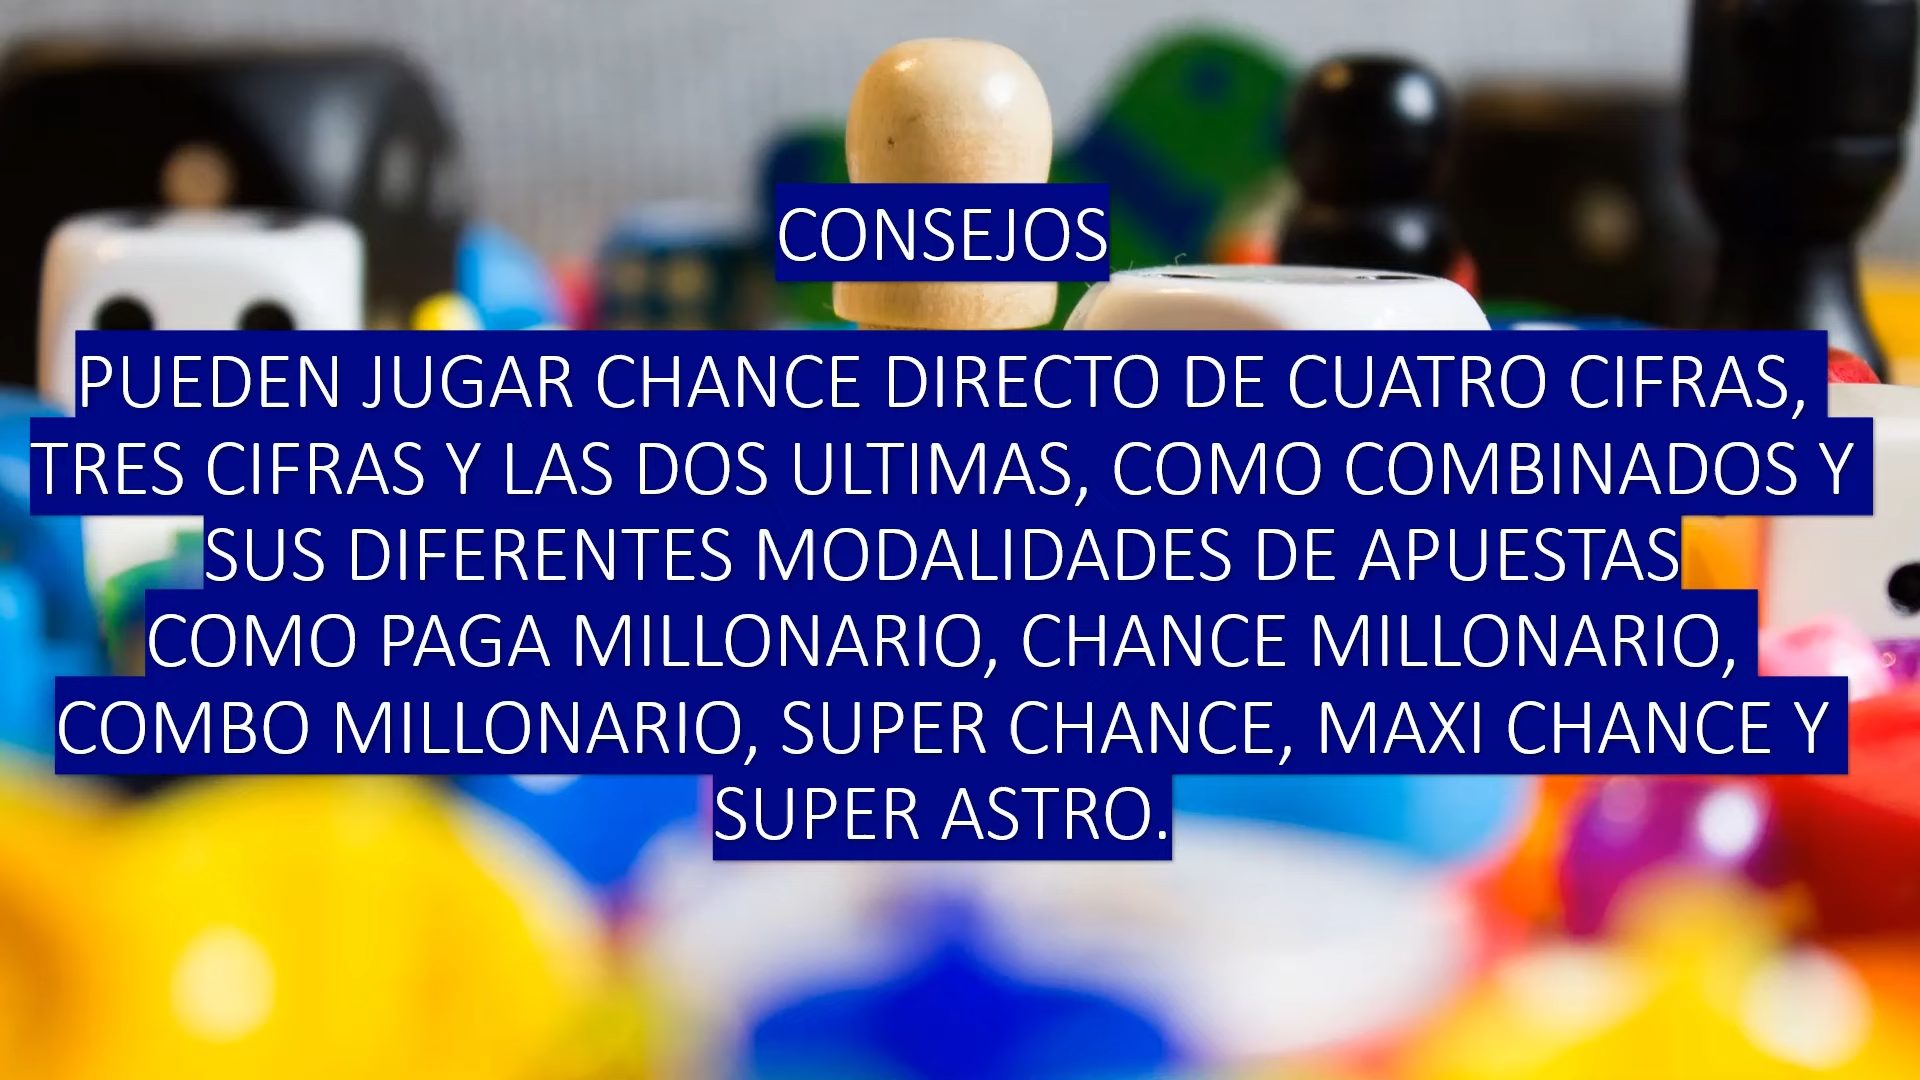 CONSEJOS
PUEDEN JUGAR CHANCE DIRECTO DE CUATRO CIFRAS,
TRES CIFRAS Y LAS DOS ULTIMAS, COMO COMBINADOS Y
SUS DIFERENTES MODALIDADES DE APUESTAS
COMO PAGA MILLONARIO, CHANCE MILLONARIO,
COMBO MILLONARIO, SUPER CHANCE, MAXI CHANCE Y
SUPER ASTRO.